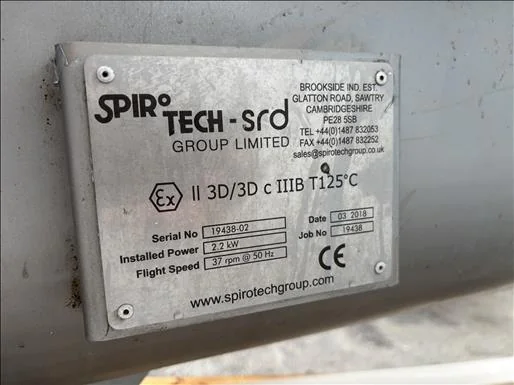 SPIRO TECH - srd
GROUP LIMITED
BROOKSIDE IND. EST.
GLATTON ROAD, SAWTRY
CAMBRIDGESHIRE
PE28 5SB
TEL +44(0)1487 832053
FAX +44(0)1487 832252
sales@spirotechgroup.co.uk
Ex II 3D/3D c IIIB T125°C
Serial No 19438-02
Installed Power 2.2 kW
Flight Speed 37 rpm @ 50 Hz
Date 03 2018
Job No 19438
CE
www.spirotechgroup.com